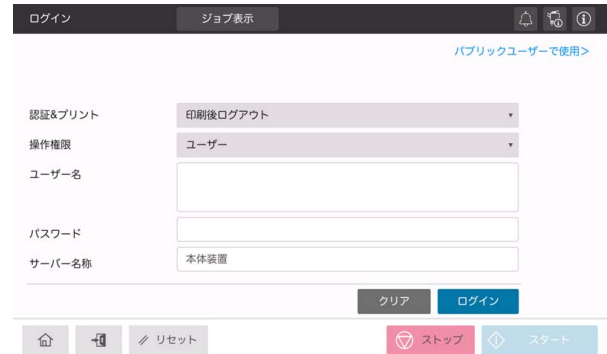 ログイン ジョブ表示
パブリックユーザーで使用>
認証&プリント 印刷後ログアウト
操作権限 ユーザー
ユーザー名
パスワード
サーバー名称 本体装置
クリア ログイン
リセット ストップ スタート